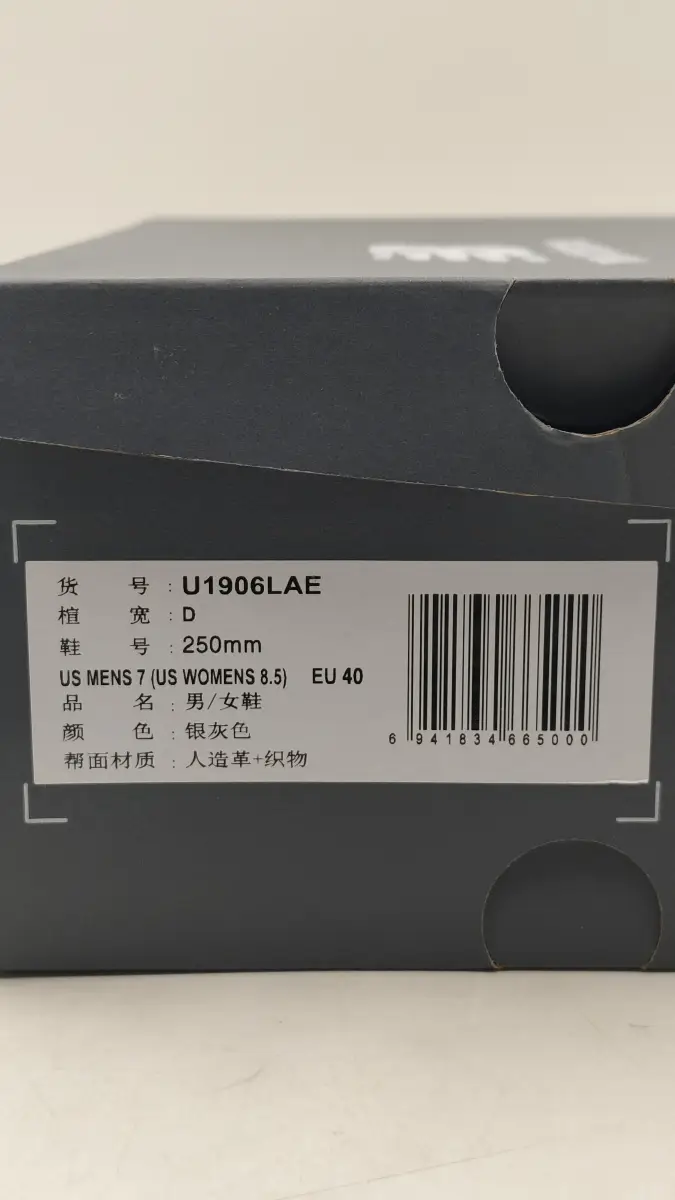 货 号 : U1906LAE
楦 宽 : D
鞋 号 : 250mm
US MENS 7 (US WOMENS 8.5) EU 40
品 名 : 男/女鞋
颜 色 : 银灰色
帮面材质 : 人造革+织物
6 941834 665000